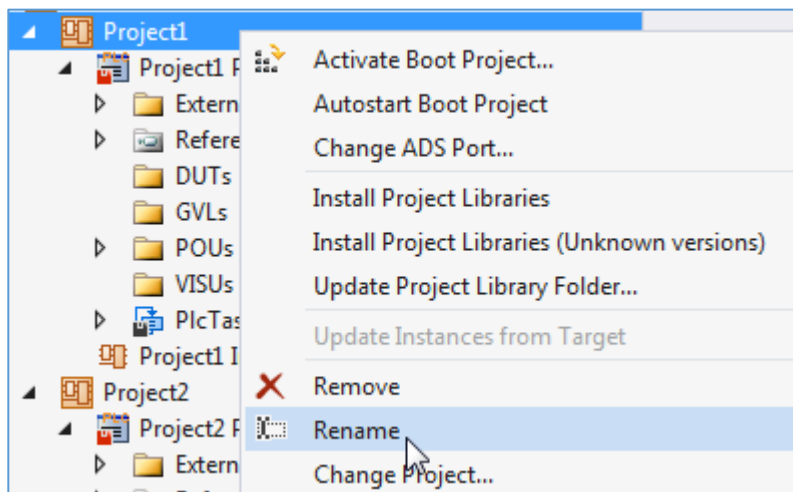 Project1
Project1 P
Activate Boot Project...
Extern
Autostart Boot Project
Refere
Change ADS Port...
DUTs
Install Project Libraries
GVLs
Install Project Libraries (Unknown versions)
POUs
Update Project Library Folder...
VISUs
PlcTas
Update Instances from Target
Project1 I
Remove
Project2
Rename
Project2 P
Extern
Change Project...